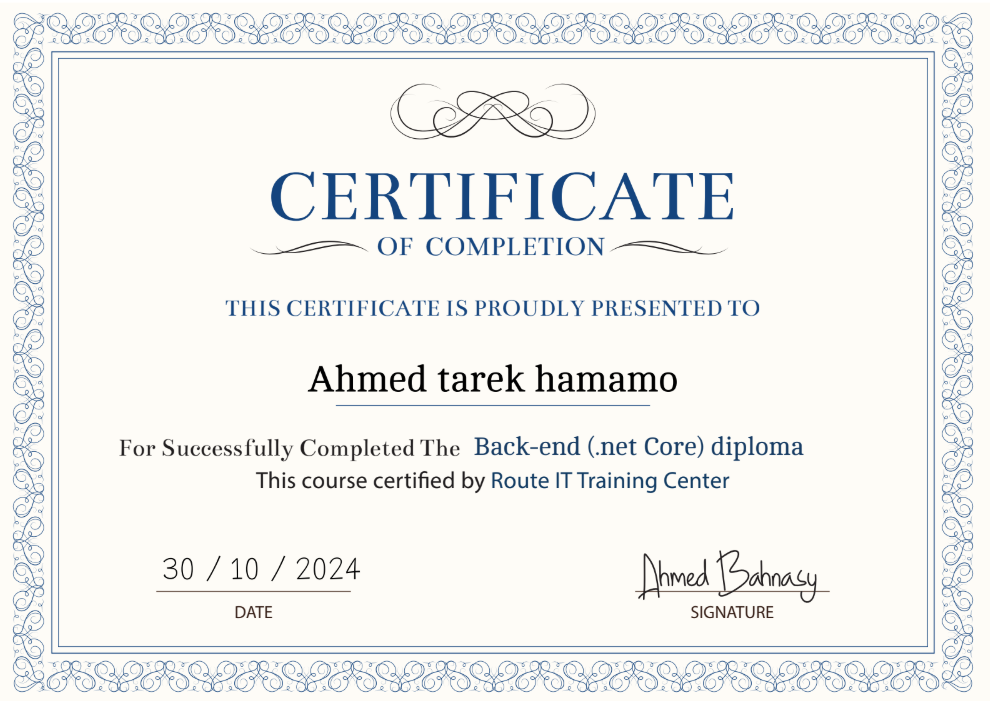 CERTIFICATE
OF COMPLETION
THIS CERTIFICATE IS PROUDLY PRESENTED TO
Ahmed tarek hamamo
For Successfully Completed The Back-end (.net Core) diploma
This course certified by Route IT Training Center
30 / 10 / 2024
Ahmed Bahnasy
DATE
SIGNATURE